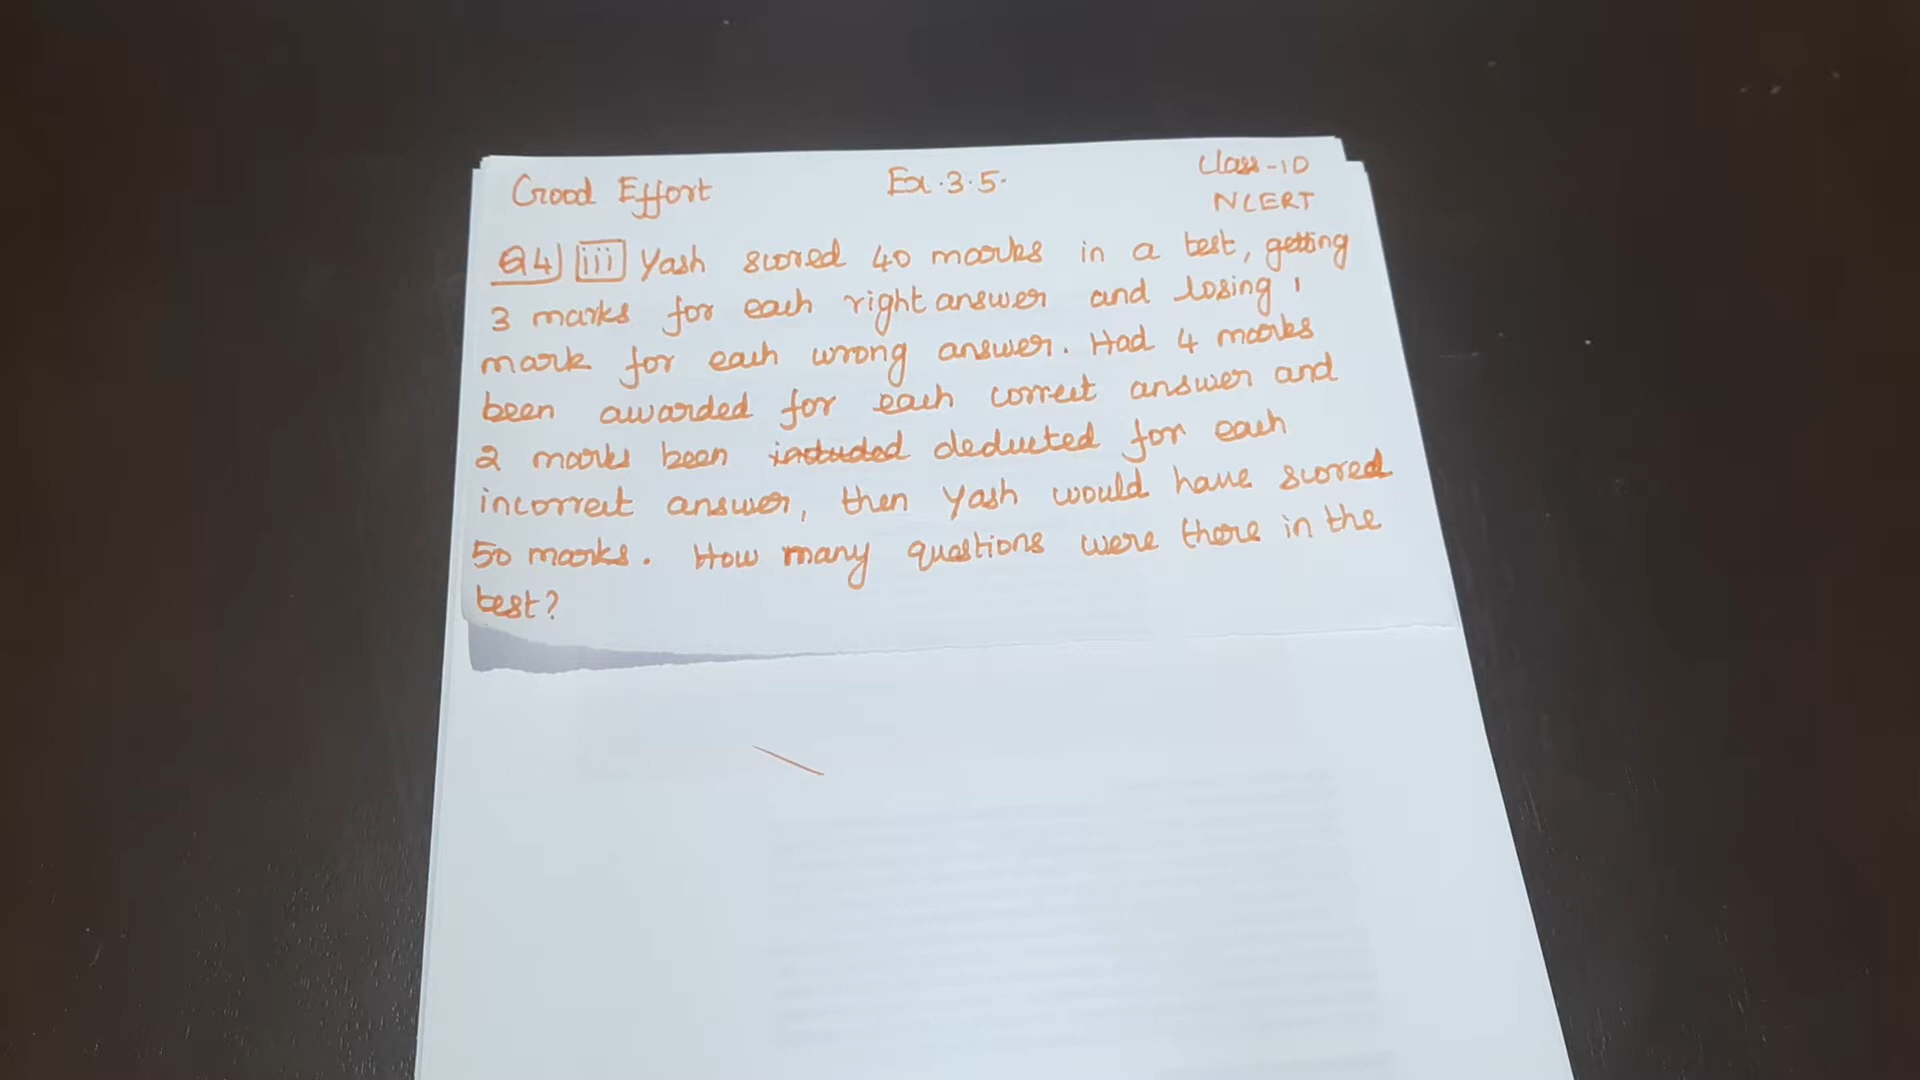 Good Effort Ex.3.5. Class-10
NCERT
Q4) iii Yash scored 40 marks in a test, getting
3 marks for each right answer and losing 1
mark for each wrong answer. Had 4 marks
been awarded for each correct answer and
2 marks been included deducted for each
incorrect answer, then Yash would have scored
50 marks. How many questions were there in the
test?